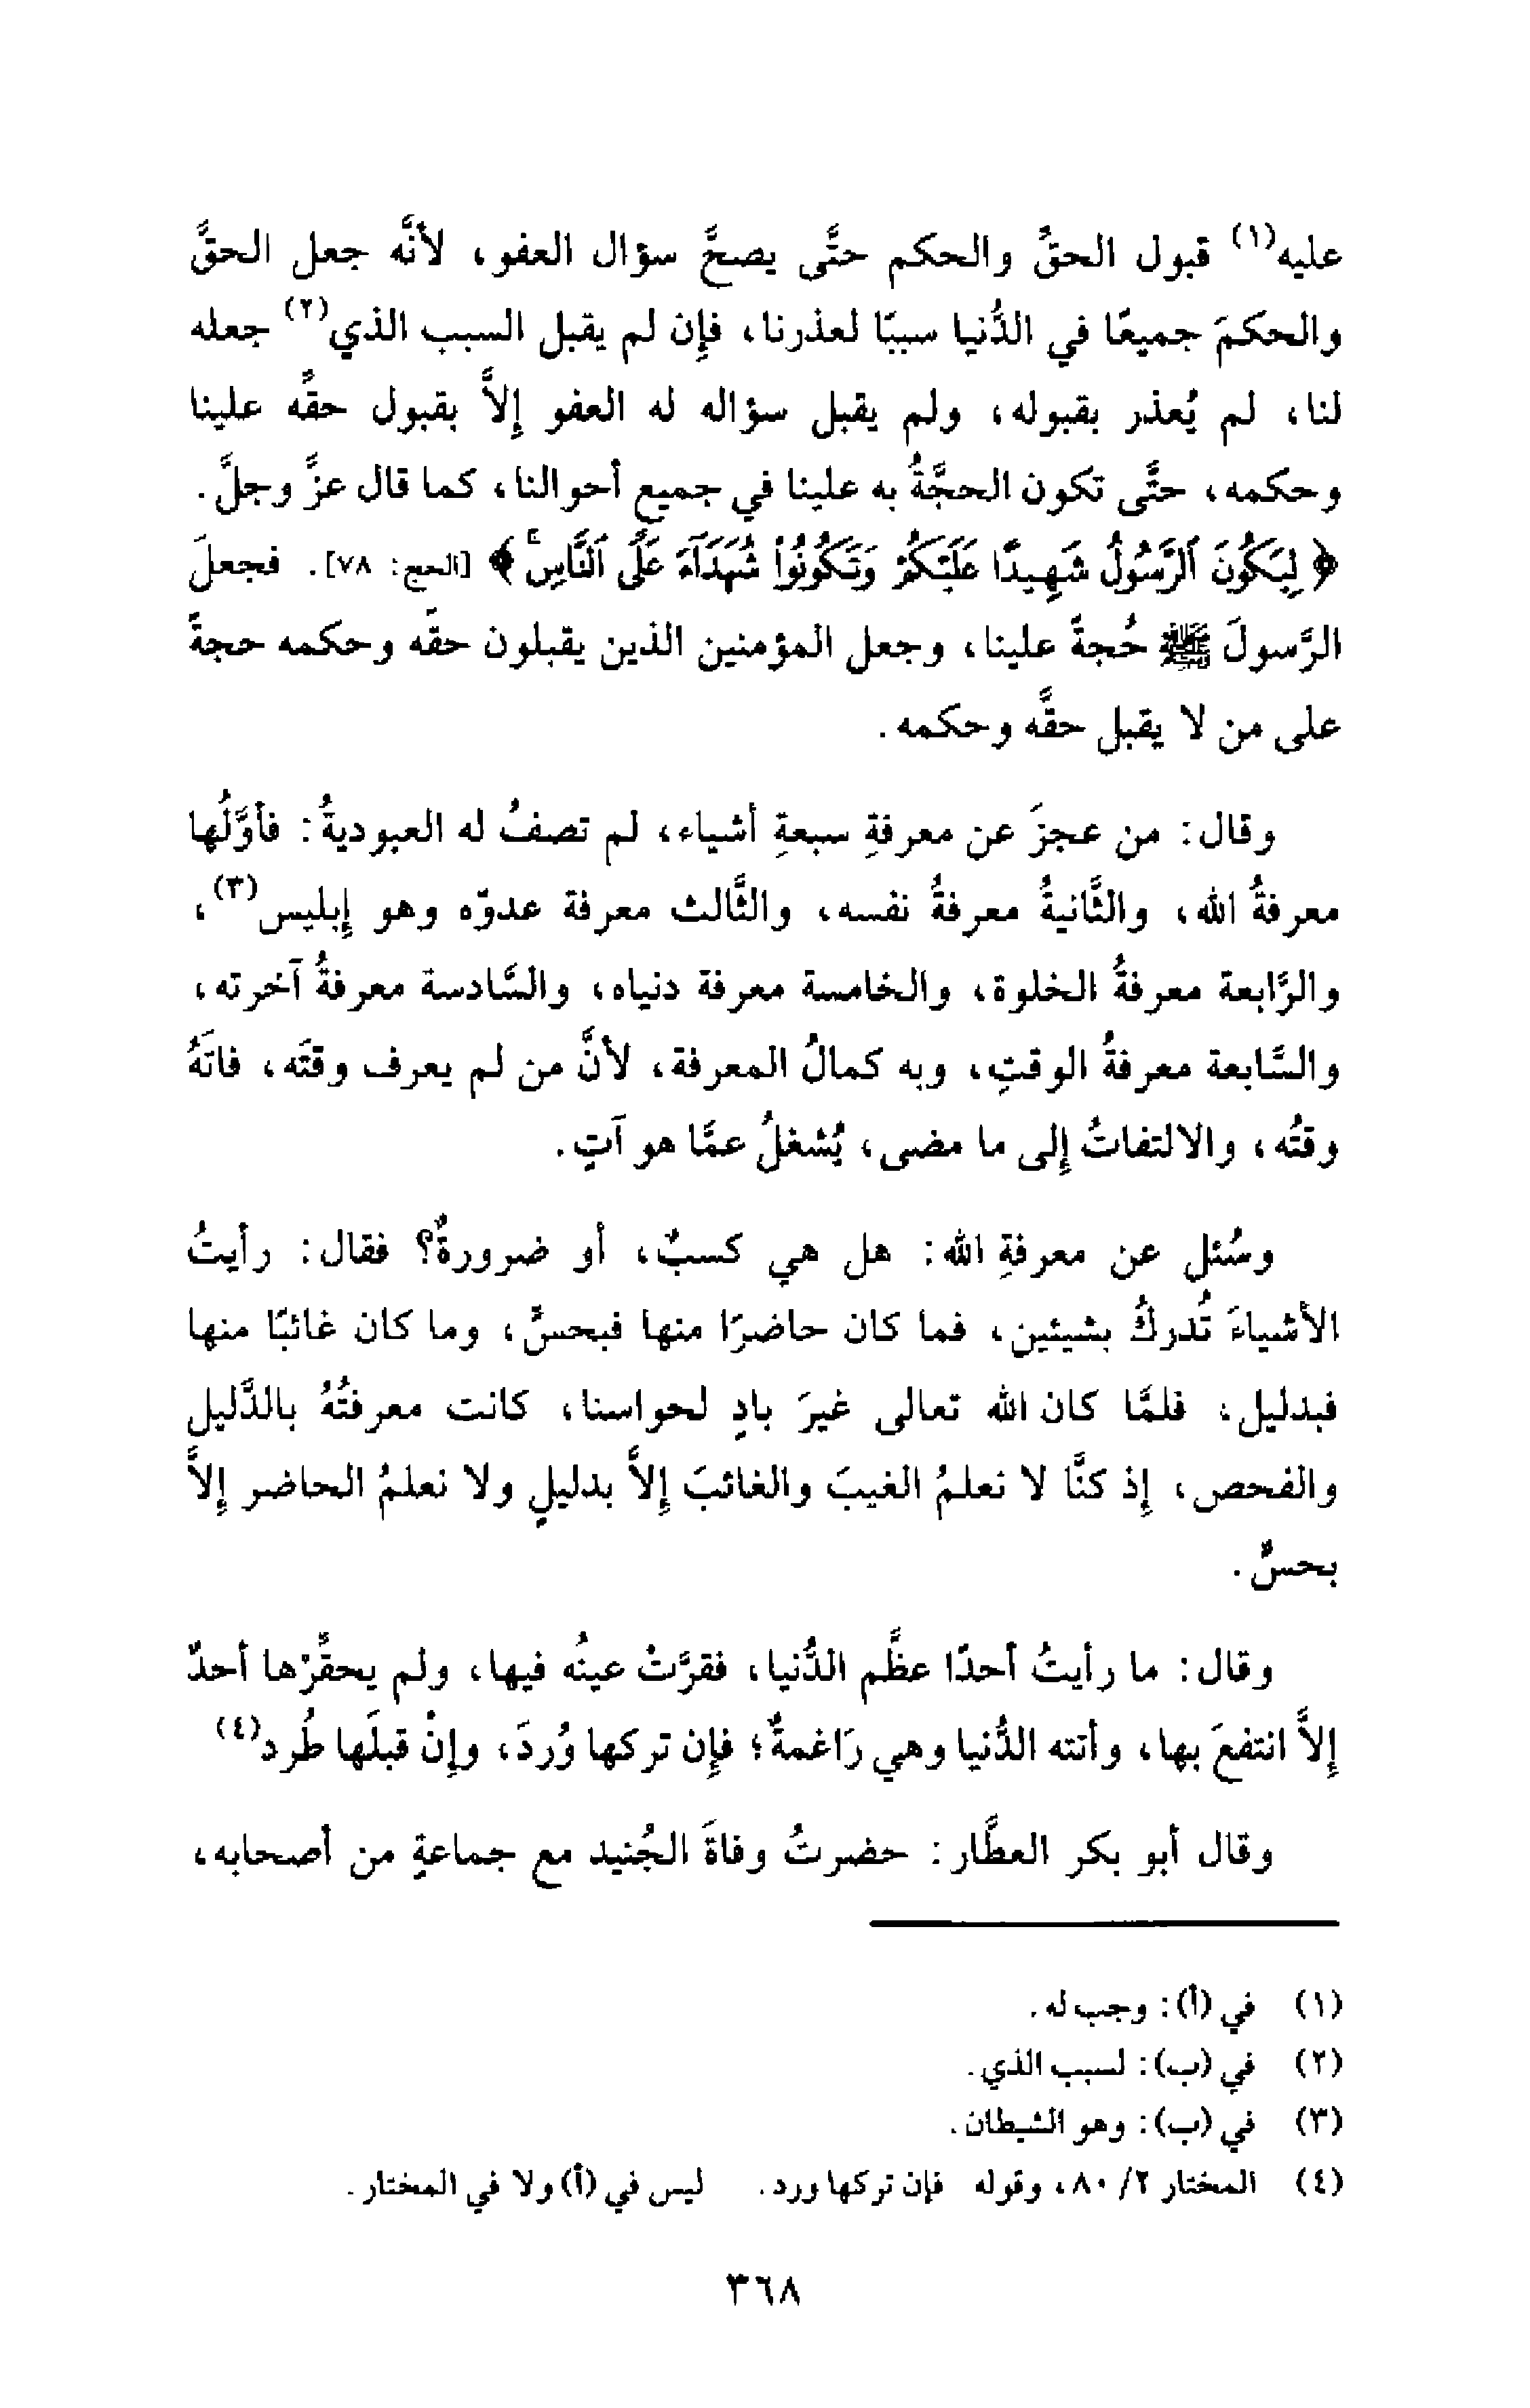 عليه(١) قبول الحقِّ والحكم حتَّى يصحَّ سؤال العفو، لأنَّه جعل الحقَّ
والحكمَ جميعًا في الدُّنيا سببًا لعذرنا، فإن لم يقبل السبب الذي(٢) جعله
لنا، لم يُعذر بقبوله، ولم يقبل سؤاله له العفو إلاَّ بقبول حقِّه علينا
وحكمه، حتَّى تكون الحجَّةُ به علينا في جميع أحوالنا، كما قال عزَّ وجلَّ.
﴿ لِيَكُونَ ٱلرَّسُولُ شَهِيدًا عَلَيْكُمْ وَتَكُونُوا۟ شُهَدَآءَ عَلَى ٱلنَّاسِ ۚ ﴾ [الحج: ٧٨]. فجعلَ
الرَّسولَ ﷺ حُجةً علينا، وجعل المؤمنين الذين يقبلون حقَه وحكمه حجةً
على من لا يقبل حقَّه وحكمه.
وقال: من عجزَ عن معرفةِ سبعةِ أشياء، لم تصفُ له العبوديةُ: فأوَّلُها
معرفةُ الله، والثَّانيةُ معرفةُ نفسه، والثَّالث معرفة عدوّه وهو إبليس(٣)،
والرَّابعة معرفةُ الخلوة، والخامسة معرفة دنياه، والسَّادسة معرفةُ آخرته،
والسَّابعة معرفةُ الوقتِ، وبه كمالُ المعرفة، لأنَّ من لم يعرف وقتَه، فاتَهُ
وقتُه، والالتفاتُ إلى ما مضى، يُشغلُ عمَّا هو آتٍ.
وسُئل عن معرفةِ الله: هل هي كسبٌ، أو ضرورةٌ؟ فقال: رأيتُ
الأشياءَ تُدركُ بشيئين، فما كان حاضرًا منها فبحسٍّ، وما كان غائبًا منها
فبدليل، فلمَّا كان الله تعالى غيرَ بادٍ لحواسنا، كانت معرفتُهُ بالدَّليل
والفحص، إذ كنَّا لا نعلمُ الغيبَ والغائبَ إلاَّ بدليلٍ ولا نعلمُ الحاضر إلاَّ
بحسٍّ.
وقال: ما رأيتُ أحدًا عظَّم الدُّنيا، فقرَّتْ عينُه فيها، ولم يحقِّرْها أحدٌ
إلاَّ انتفعَ بها، وأتته الدُّنيا وهي رَاغمةٌ؛ فإن تركها وُردَ، وإنْ قبلَها طُرد(٤)
وقال أبو بكر العطَّار: حضرتُ وفاةَ الجُنيد مع جماعةٍ من أصحابه،
(١) في (أ): وجب له.
(٢) في (ب): لسبب الذي.
(٣) في (ب): وهو الشيطان.
(٤) المختار ٢/ ٨٠، وقوله فإن تركها ورد. ليس في (أ) ولا في المختار.
٣٦٨